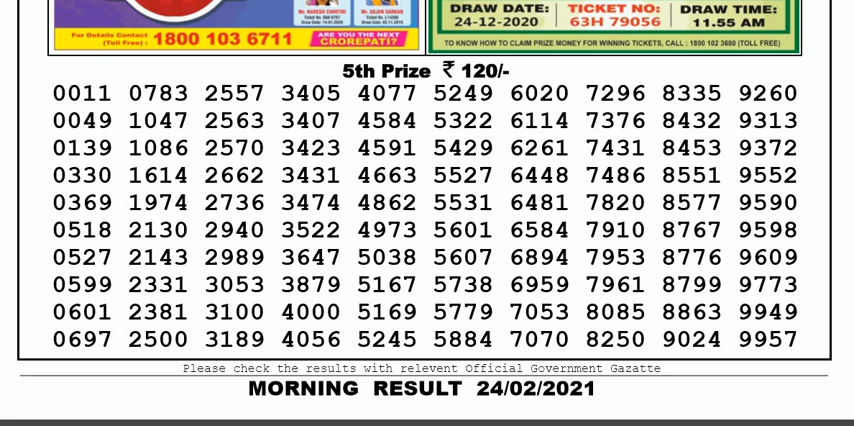 DRAW DATE: TICKET NO: DRAW TIME:
24-12-2020 63H 79056 11.55 AM
For Details Contact
(Toll Free) : 1800 103 6711
ARE YOU THE NEXT
CROREPATI?
TO KNOW HOW TO CLAIM PRIZE MONEY FOR WINNING TICKETS, CALL : 1800 102 3680 (TOLL FREE)
5th Prize ₹ 120/-
0011 0783 2557 3405 4077 5249 6020 7296 8335 9260
0049 1047 2563 3407 4584 5322 6114 7376 8432 9313
0139 1086 2570 3423 4591 5429 6261 7431 8453 9372
0330 1614 2662 3431 4663 5527 6448 7486 8551 9552
0369 1974 2736 3474 4862 5531 6481 7820 8577 9590
0518 2130 2940 3522 4973 5601 6584 7910 8767 9598
0527 2143 2989 3647 5038 5607 6894 7953 8776 9609
0599 2331 3053 3879 5167 5738 6959 7961 8799 9773
0601 2381 3100 4000 5169 5779 7053 8085 8863 9949
0697 2500 3189 4056 5245 5884 7070 8250 9024 9957
Please check the results with relevent Official Government Gazatte
MORNING RESULT 24/02/2021